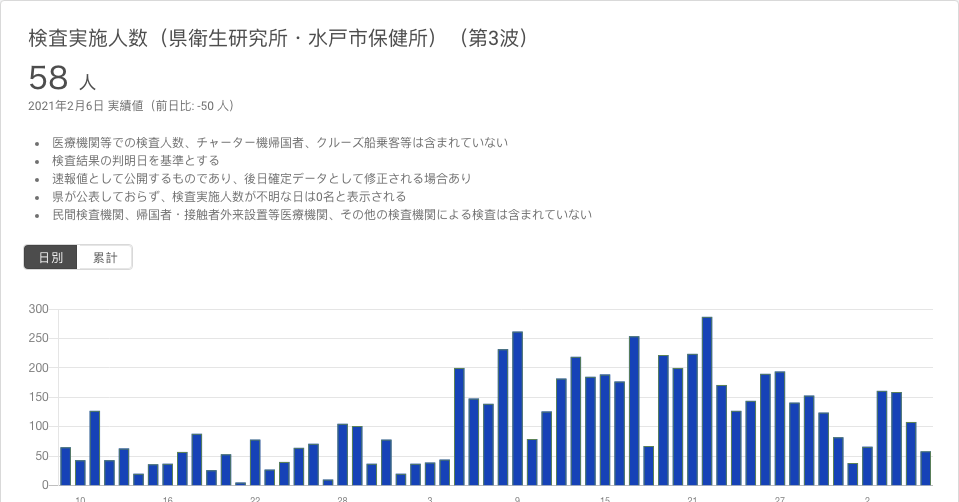 検査実施人数（県衛生研究所・水戸市保健所）（第3波）
58 人
2021年2月6日 実績値（前日比: -50 人）
医療機関等での検査人数、チャーター機帰国者、クルーズ船乗客等は含まれていない
検査結果の判明日を基準とする
速報値として公開するものであり、後日確定データとして修正される場合あり
県が公表しておらず、検査実施人数が不明な日は0名と表示される
民間検査機関、帰国者・接触者外来設置等医療機関、その他の検査機関による検査は含まれていない
日別 累計
300
250
200
150
100
50
0
10 16 22 28 3 9 15 21 27 2